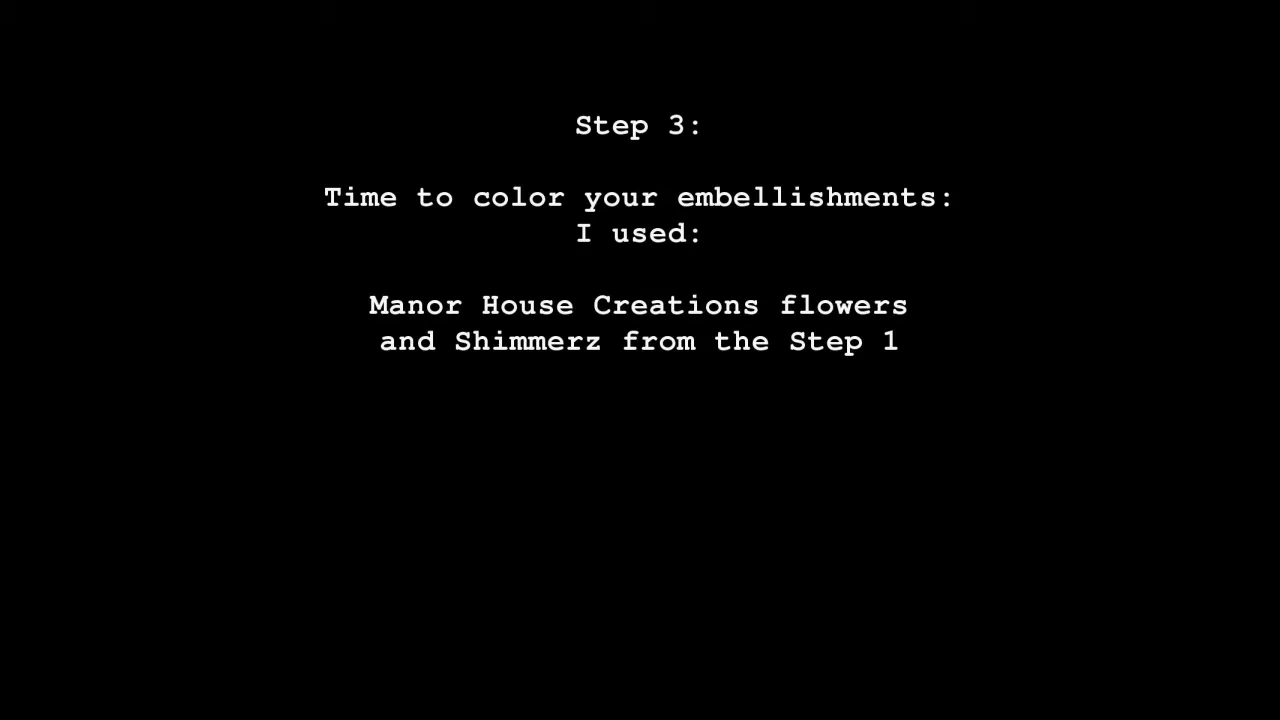 Step 3:
Time to color your embellishments:
I used:
Manor House Creations flowers
and Shimmerz from the Step 1